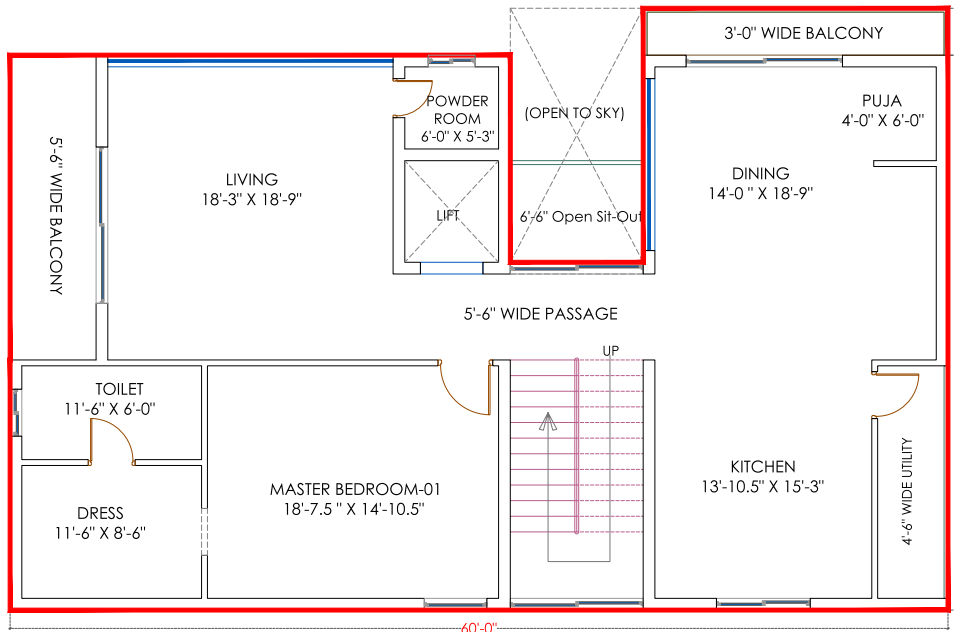 3'-0" WIDE BALCONY
POWDER
ROOM
6'-0" X 5'-3"
(OPEN TO SKY)
PUJA
4'-0" X 6'-0"
5'-6" WIDE BALCONY
LIVING
18'-3" X 18'-9"
DINING
14'-0 " X 18'-9"
LIFT
6'-6" Open Sit-Out
5'-6" WIDE PASSAGE
UP
TOILET
11'-6" X 6'-0"
MASTER BEDROOM-01
18'-7.5 " X 14'-10.5"
KITCHEN
13'-10.5" X 15'-3"
4'-6" WIDE UTILITY
DRESS
11'-6" X 8'-6"
60'-0"